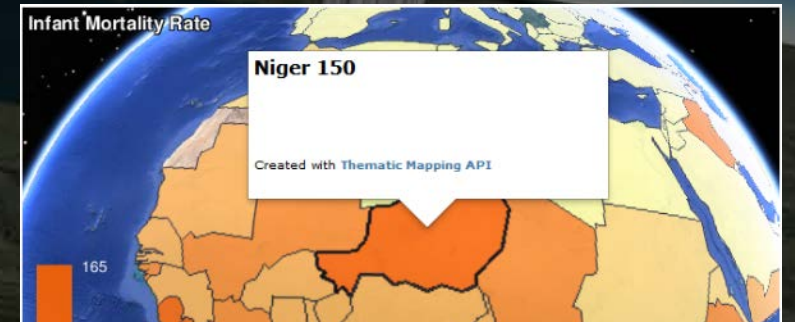 Infant Mortality Rate
Niger 150
Created with Thematic Mapping API
165